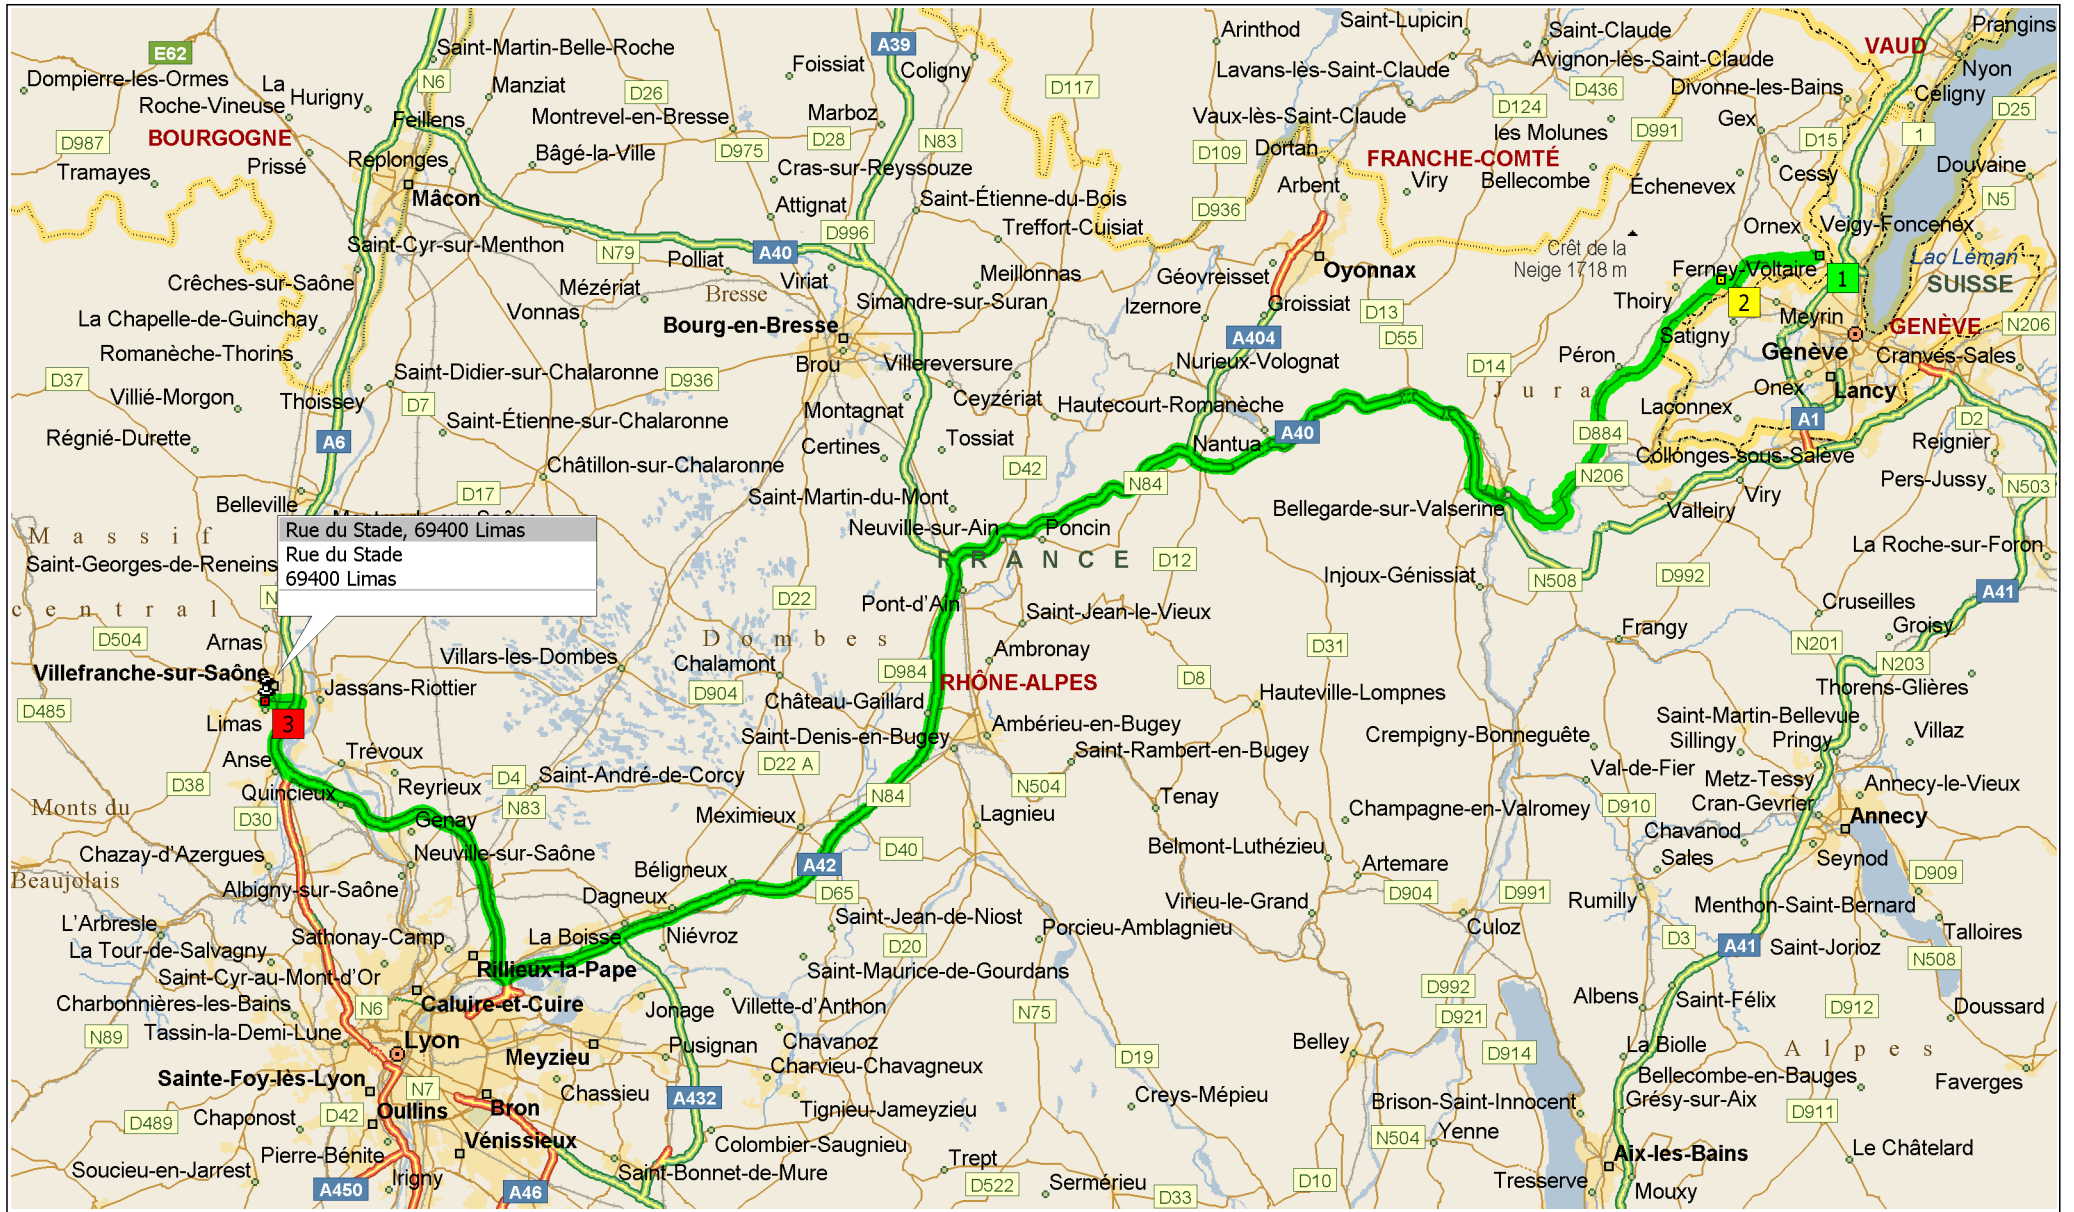 Saint-Lupicin
Prangins
Arinthod
Saint-Claude
E62
Saint-Martin-Belle-Roche
A39
VAUD
Foissiat
Coligny
Avignon-lès-Saint-Claude
Nyon
Dompierre-les-Ormes
La
Roche-Vineuse
Hurigny
N6
Manziat
D26
D117
Lavans-lès-Saint-Claude
D436
Divonne-les-Bains
Céligny
Montrevel-en-Bresse
Marboz
Vaux-lès-Saint-Claude
D124
D25
Feillens
les Molunes
D991
Gex
D15
1
D987
BOURGOGNE
D975
D28
N83
D109
Dortan
FRANCHE-COMTÉ
Douvaine
Prissé
Replonges
Bâgé-la-Ville
Cras-sur-Reyssouze
Tramayes
Arbent
Viry
Bellecombe
Échenevex
Cessy
Mâcon
Attignat
Saint-Étienne-du-Bois
D936
N5
Treffort-Cuisiat
Ornex
Veigy-Foncenex
Saint-Cyr-sur-Menthon
N79
A40
D996
Polliat
Crêt de la
Neige 1718 m
Lac Léman
Crêches-sur-Saône
Viriat
Meillonnas
Géovreisset
Oyonnax
Ferney-Voltaire
1
SUISSE
Mézériat
Bresse
Simandre-sur-Suran
Izernore
Groissiat
Thoiry
2
Vonnas
La Chapelle-de-Guinchay
Bourg-en-Bresse
D13
Meyrin
GENÈVE
N206
A404
D55
Satigny
Romanèche-Thorins
Brou
Villereversure
Nurieux-Volognat
D14
Péron
Genève
Cranves-Sales
D37
Saint-Didier-sur-Chalaronne
D936
Jura
Onex
Lancy
Villié-Morgon
Thoissey
D7
Montagnat
Ceyzériat
Hautecourt-Romanèche
Laconnex
A1
D2
Saint-Étienne-sur-Chalaronne
Régnié-Durette
A6
Certines
Tossiat
Nantua
A40
D884
Reignier
Collonges-sous-Salève
Châtillon-sur-Chalaronne
D42
N84
N206
Pers-Jussy
N503
Belleville
D17
Saint-Martin-du-Mont
Viry
Bellegarde-sur-Valserine
Valleiry
Massif
central
Rue du Stade, 69400 Limas
Rue du Stade
69400 Limas
Neuville-sur-Ain
Poncin
FRANCE
La Roche-sur-Foron
Saint-Georges-de-Reneins
D12
Injoux-Génissiat
N508
D992
A41
D22
Pont-d'Ain
Saint-Jean-le-Vieux
Cruseilles
Groisy
D504
Arnas
Dombes
Frangy
Villars-les-Dombes
Chalamont
D984
Ambronay
D31
N201
N203
Villefranche-sur-Saône
Jassans-Riottier
D904
RHÔNE-ALPES
D8
Thorens-Glières
D485
Château-Gaillard
Hauteville-Lompnes
Limas
3
Ambérieu-en-Bugey
Saint-Martin-Bellevue
Villaz
Saint-Denis-en-Bugey
Crempigny-Bonneguête
Sillingy
Pringy
Anse
Trévoux
Saint-Rambert-en-Bugey
D22 A
Val-de-Fier
Metz-Tessy
Annecy-le-Vieux
D38
Quincieux
Reyrieux
D4
Saint-André-de-Corcy
N83
N84
N504
Tenay
Monts du
Beaujolais
D30
Genay
Meximieux
Lagnieu
Champagne-en-Valromey
D910
Cran-Gevrier
Annecy
Chavanod
Chazay-d'Azergues
Neuville-sur-Saône
D40
Belmont-Luthézieu
Sales
Seynod
Béligneux
A42
Artemare
D909
Albigny-sur-Saône
Dagneux
D65
D904
D991
Rumilly
Menthon-Saint-Bernard
Virieu-le-Grand
L'Arbresle
Saint-Jean-de-Niost
Porcieu-Amblagnieu
Culoz
Sathonay-Camp
La Boisse
Niévroz
Talloires
La Tour-de-Salvagny
D20
D3
A41
Saint-Jorioz
N508
Saint-Cyr-au-Mont-d'Or
Rillieux-la-Pape
Saint-Maurice-de-Gourdans
D992
Charbonnières-les-Bains
N6
Caluire-et-Cuire
Jonage
Villette-d'Anthon
N75
D921
Albens
Saint-Félix
D912
Doussard
N89
Tassin-la-Demi-Lune
Lyon
Meyzieu
Pusignan
Chavanoz
D19
Belley
D914
La Biolle
Alpes
Sainte-Foy-lès-Lyon
N7
Charvieu-Chavagneux
Bellecombe-en-Bauges
Faverges
Chassieu
A432
Creys-Mépieu
Brison-Saint-Innocent
Grésy-sur-Aix
D489
Chaponost
D42
Oullins
Bron
Tignieu-Jameyzieu
D911
N504
Yenne
Vénissieux
Colombier-Saugnieu
Le Châtelard
Pierre-Bénite
Aix-les-Bains
Soucieu-en-Jarrest
A450
Irigny
A46
Saint-Bonnet-de-Mure
Trept
D522
Sermérieu
D33
D10
Tresserve
Mouxy